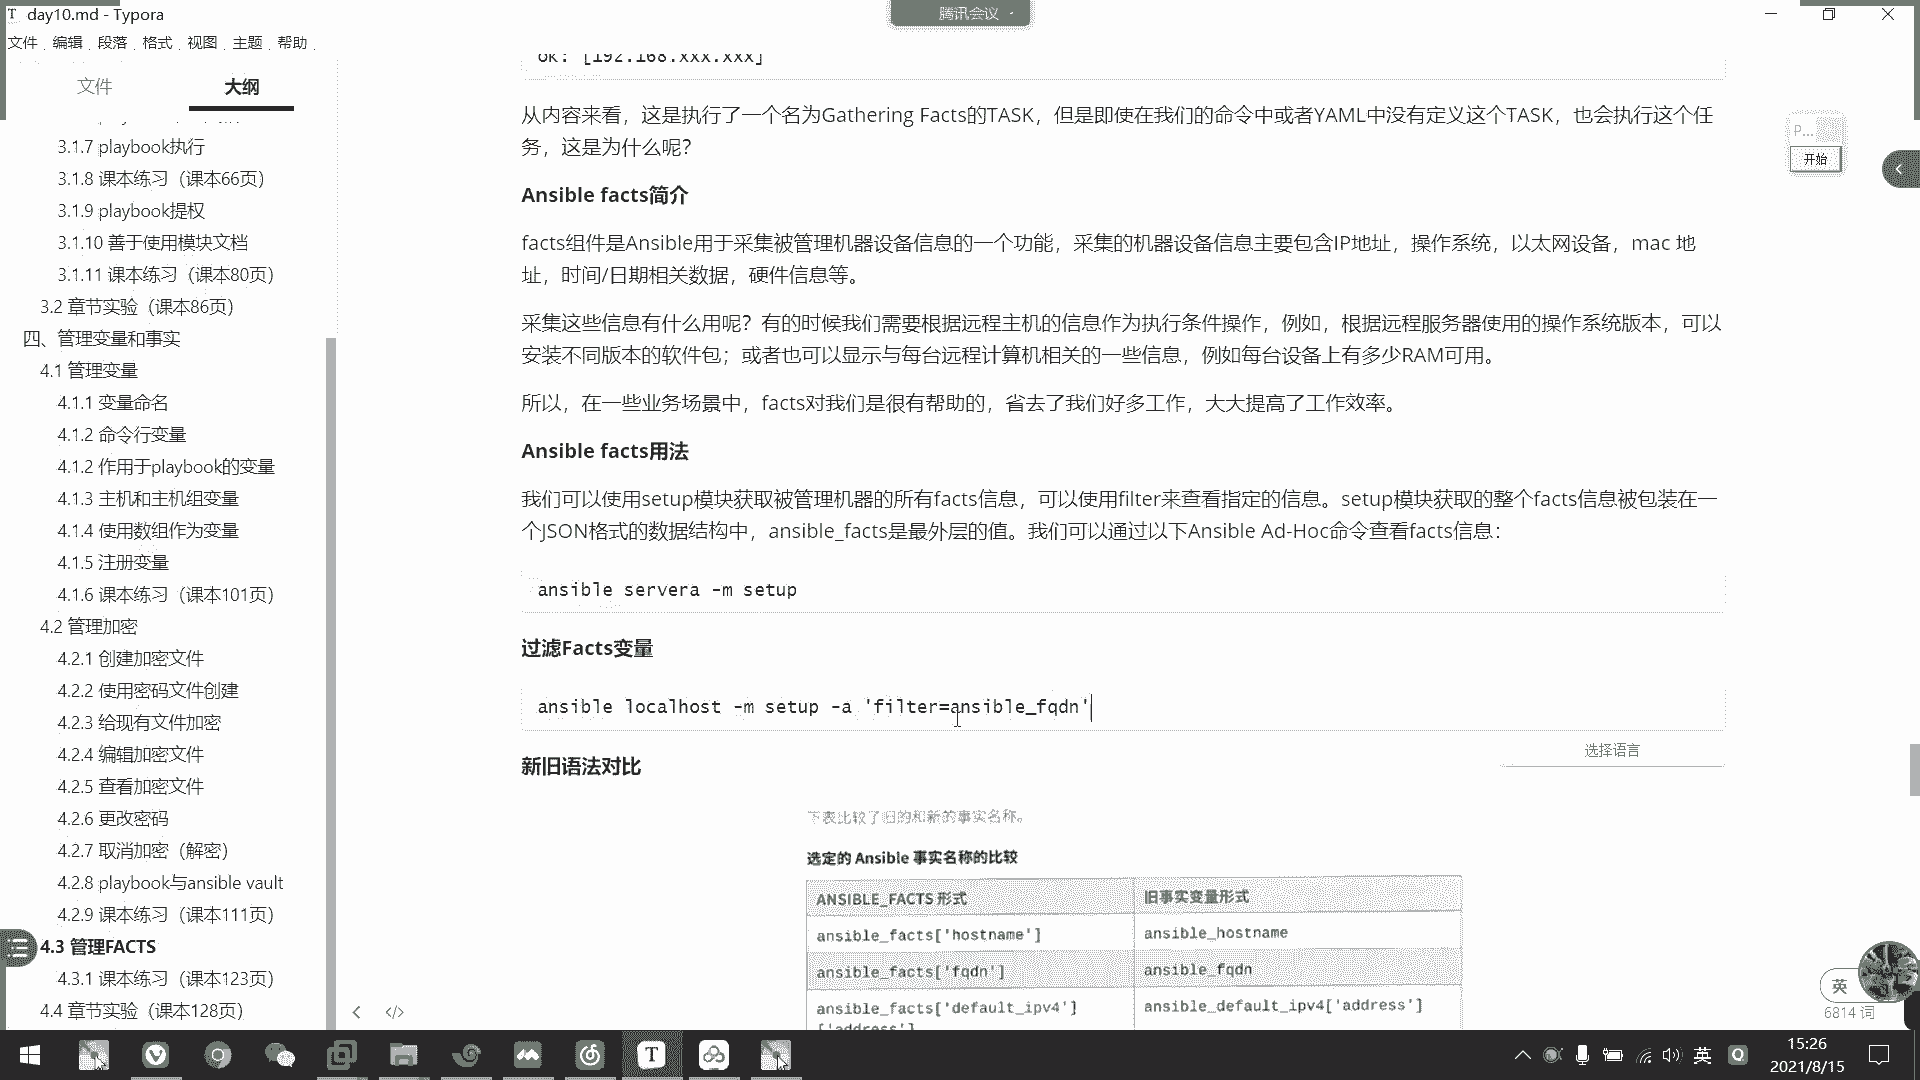 day10.md - Typora
腾讯会议
文件 编辑 段落 格式 视图 主题 帮助
文件 大纲
3.1.7 playbook执行
3.1.8 课本练习（课本66页）
3.1.9 playbook提权
3.1.10 善于使用模块文档
3.1.11 课本练习（课本80页）
3.2 章节实验（课本86页）
四、管理变量和事实
4.1 管理变量
4.1.1 变量命名
4.1.2 命令行变量
4.1.2 作用于playbook的变量
4.1.3 主机和主机组变量
4.1.4 使用数组作为变量
4.1.5 注册变量
4.1.6 课本练习（课本101页）
4.2 管理加密
4.2.1 创建加密文件
4.2.2 使用密码文件创建
4.2.3 给现有文件加密
4.2.4 编辑加密文件
4.2.5 查看加密文件
4.2.6 更改密码
4.2.7 取消加密（解密）
4.2.8 playbook与ansible vault
4.2.9 课本练习（课本111页）
4.3 管理FACTS
4.3.1 课本练习（课本123页）
4.4 章节实验（课本128页）
ok: [192.168.xxx.xxx]
从内容来看，这是执行了一个名为Gathering Facts的TASK，但是即使在我们的命令中或者YAML中没有定义这个TASK，也会执行这个任
务，这是为什么呢？
Ansible facts简介
facts组件是Ansible用于采集被管理机器设备信息的一个功能，采集的机器设备信息主要包含IP地址，操作系统，以太网设备，mac 地
址，时间/日期相关数据，硬件信息等。
采集这些信息有什么用呢？有的时候我们需要根据远程主机的信息作为执行条件操作，例如，根据远程服务器使用的操作系统版本，可以
安装不同版本的软件包；或者也可以显示与每台远程计算机相关的一些信息，例如每台设备上有多少RAM可用。
所以，在一些业务场景中，facts对我们是很有帮助的，省去了我们好多工作，大大提高了工作效率。
Ansible facts用法
我们可以使用setup模块获取被管理机器的所有facts信息，可以使用filter来查看指定的信息。setup模块获取的整个facts信息被包装在一
个JSON格式的数据结构中，ansible_facts是最外层的值。我们可以通过以下Ansible Ad-Hoc命令查看facts信息：
ansible servera -m setup
过滤Facts变量
ansible localhost -m setup -a 'filter=ansible_fqdn'
选择语言
新旧语法对比
下表比较了旧的和新的事实名称。
选定的 Ansible 事实名称的比较
ANSIBLE_FACTS 形式 旧事实变量形式
ansible_facts['hostname'] ansible_hostname
ansible_facts['fqdn'] ansible_fqdn
ansible_facts['default_ipv4'] ansible_default_ipv4['address']
['address']
P...
开始
英
6814 词
英
15:26
2021/8/15